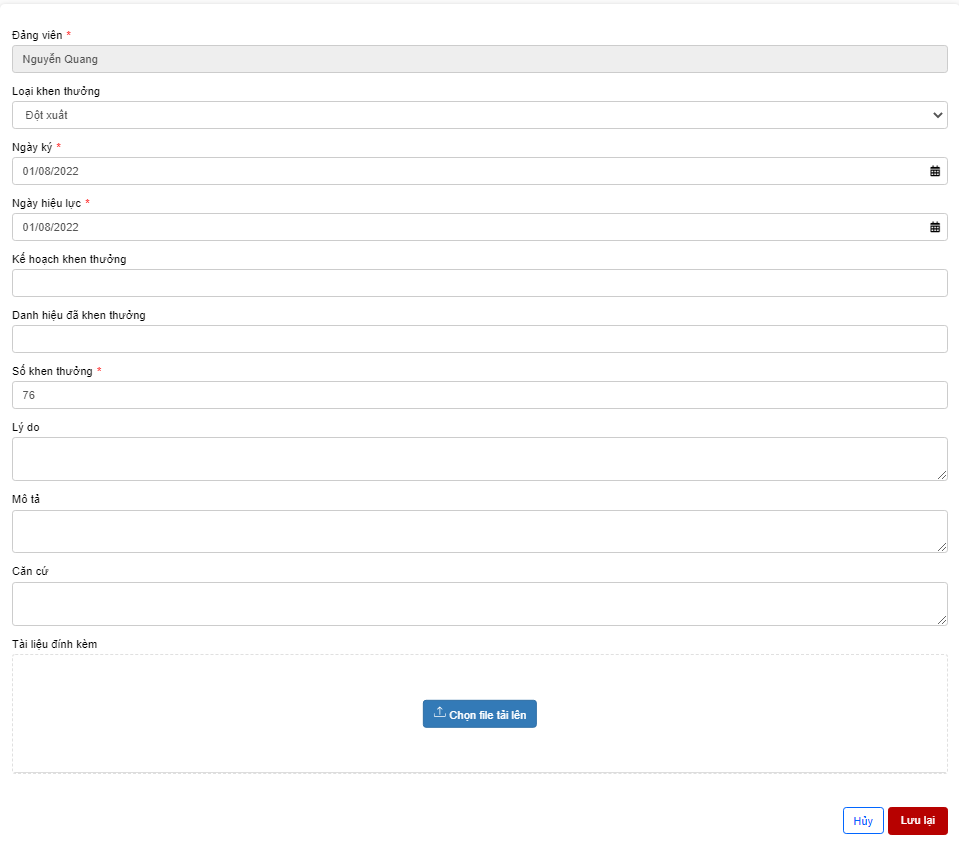 Đảng viên *
Nguyễn Quang
Loại khen thưởng
Đột xuất
Ngày ký *
01/08/2022
Ngày hiệu lực *
01/08/2022
Kế hoạch khen thưởng
Danh hiệu đã khen thưởng
Số khen thưởng *
76
Lý do
Mô tả
Căn cứ
Tài liệu đính kèm
Chọn file tải lên
Hủy Lưu lại